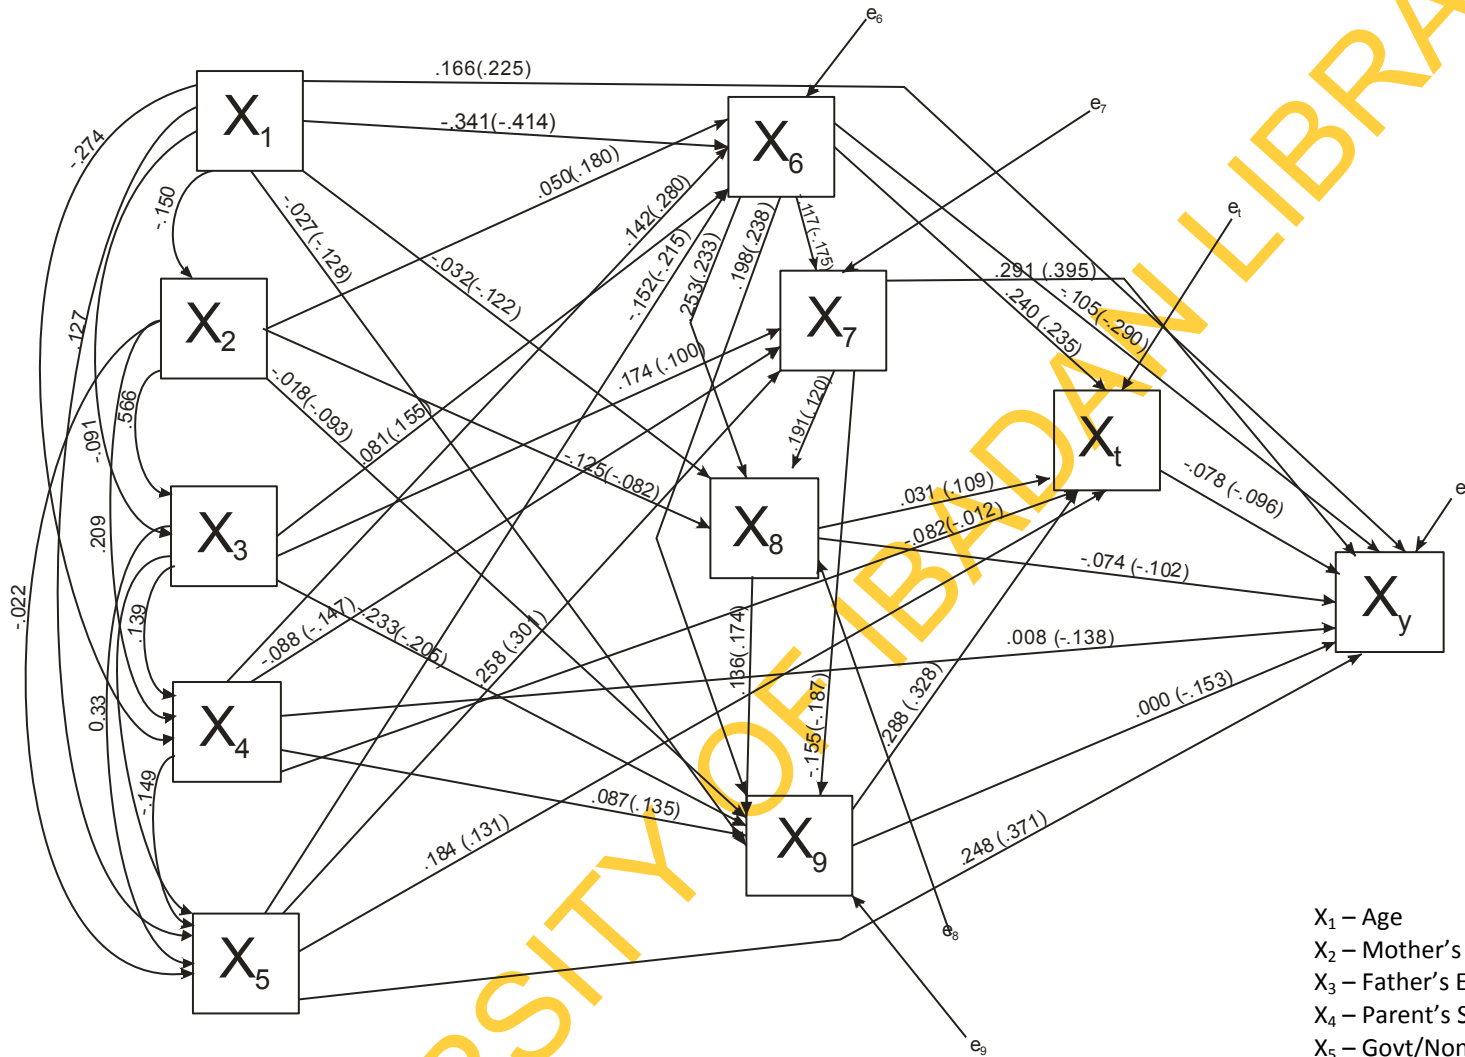 e6
.166(.225)
X1
e7
-.274
-.341(-.414)
X6
.050(.180)
-.150
-.027(-.128)
.142(.280)
-.152(-.215)
.253(.233)
.198(.238)
-.117(-.175)
et
-.032(-.122)
.291 (.395)
-.105(-.290)
.240 (.235)
X2
X7
.127
.174 (.100)
-.018(-.093)
.566
-.091
.081(.155)
.191(.120)
Xt
-.125(-.082)
-.078 (-.096)
.031 (.109)
e
X3
X8
-.082(-.012)
.209
-.074 (-.102)
-.022
.139
Xy
-.088 (-.147)
-.233(-.205)
.258 (.301)
.136(.174)
.008 (-.138)
0.33
X4
-.155(-.187)
.288 (.328)
.000 (-.153)
-.149
.087(.135)
.184 (.131)
X9
.248 (.371)
X5
e8
e9
X1 – Age
X2 – Mother's
X3 – Father's E
X4 – Parent's S
X5 – Govt/Non
UNIVERSITY OF IBADAN LIBRA